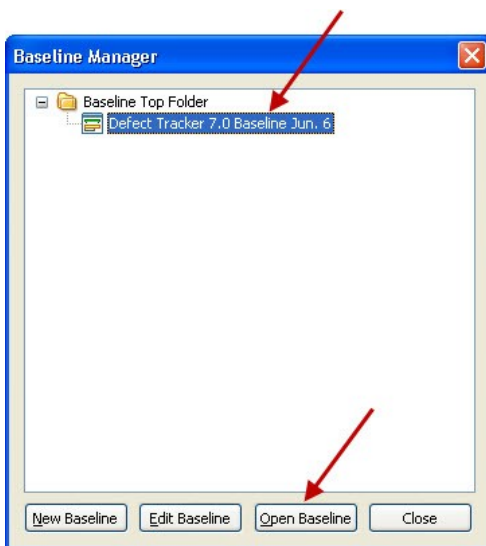 Baseline Manager
Baseline Top Folder
Defect Tracker 7.0 Baseline Jun. 6
New Baseline Edit Baseline Open Baseline Close